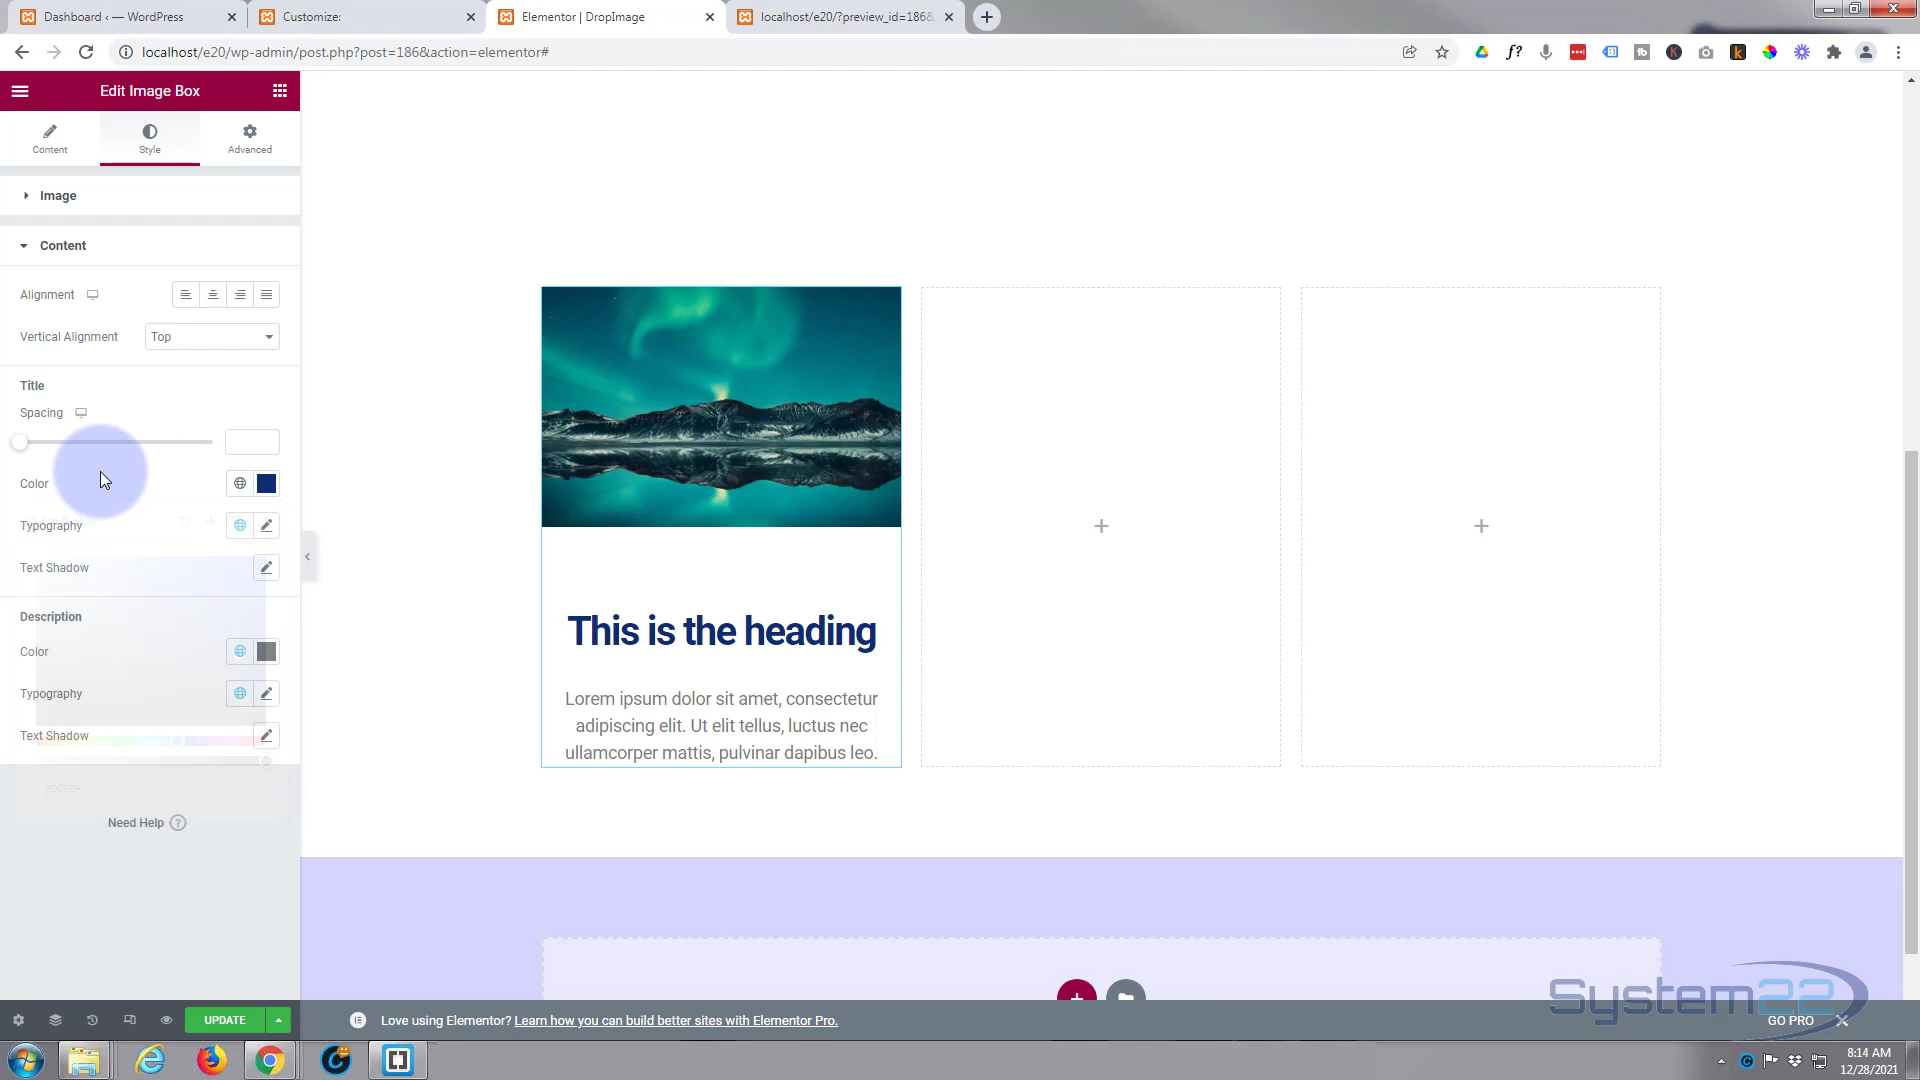 Dashboard ‹ — WordPress
Customize:
Elementor | DropImage
localhost/e20/?preview_id=186&
localhost/e20/wp-admin/post.php?post=186&action=elementor#
Edit Image Box
Content
Style
Advanced
Image
Content
Alignment
Vertical Alignment
Top
Title
Spacing
Color
Typography
Text Shadow
Description
Color
Typography
Text Shadow
Need Help ?
This is the heading
Lorem ipsum dolor sit amet, consectetur
adipiscing elit. Ut elit tellus, luctus nec
ullamcorper mattis, pulvinar dapibus leo.
System22
UPDATE
Love using Elementor? Learn how you can build better sites with Elementor Pro.
GO PRO
8:14 AM
12/28/2021